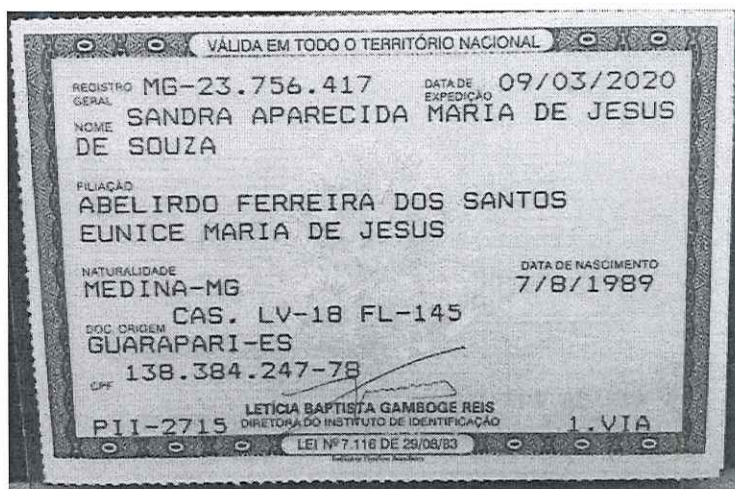 VÁLIDA EM TODO O TERRITÓRIO NACIONAL
REGISTRO GERAL MG-23.756.417 DATA DE EXPEDIÇÃO 09/03/2020
NOME SANDRA APARECIDA MARIA DE JESUS
DE SOUZA
FILIAÇÃO
ABELIRDO FERREIRA DOS SANTOS
EUNICE MARIA DE JESUS
NATURALIDADE DATA DE NASCIMENTO
MEDINA-MG 7/8/1989
DOC. ORIGEM CAS. LV-18 FL-145
GUARAPARI-ES
CPF 138.384.247-78
LETÍCIA BAPTISTA GAMBOGE REIS
PII-2715 DIRETORA DO INSTITUTO DE IDENTIFICAÇÃO 1.VIA
LEI Nº 7.116 DE 29/08/83